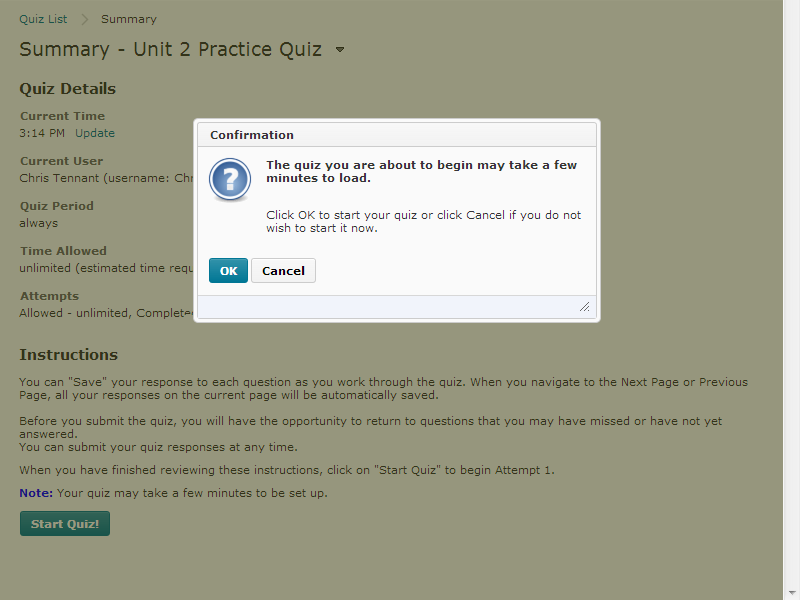 Quiz List > Summary
Summary - Unit 2 Practice Quiz
Quiz Details
Current Time
3:14 PM Update
Current User
Chris Tennant (username:
Quiz Period
always
Time Allowed
unlimited (estimated time
Attempts
Allowed - unlimited,
Confirmation
The quiz you are about to begin may take a few
minutes to load.
Click OK to start your quiz or click Cancel if you do not
wish to start it now.
OK Cancel
Instructions
You can "Save" your response to each question as you work through the quiz. When you navigate to the Next Page or Previous
Page, all your responses on the current page will be automatically saved.
Before you submit the quiz, you will have the opportunity to return to questions that you may have missed or have not yet
answered.
You can submit your quiz responses at any time.
When you have finished reviewing these instructions, click on "Start Quiz" to begin Attempt 1.
Note: Your quiz may take a few minutes to be set up.
Start Quiz!